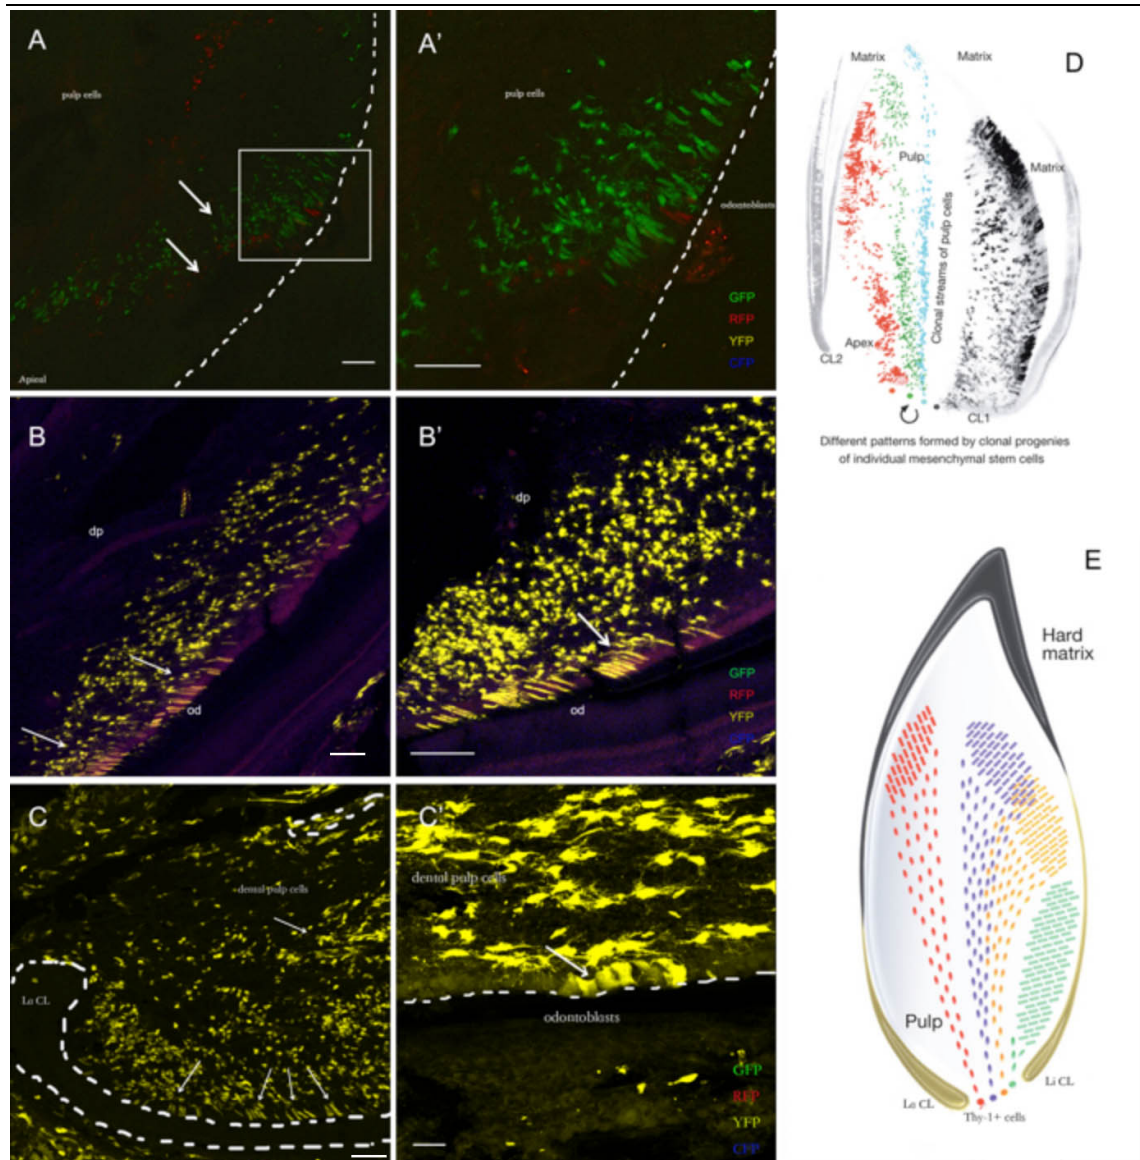 A
pulp cells
Apical
A'
pulp cells
odontoblasts
GFP
RFP
YFP
CFP
B
dp
od
B'
dp
od
GFP
RFP
YFP
CFP
C
dental pulp cells
La CL
C'
dental pulp cells
odontoblasts
GFP
RFP
YFP
CFP
D
Matrix
Matrix
Pulp
Matrix
Clonal streams of pulp cells
Apex
CL2
CL1
Different patterns formed by clonal progenies
of individual mesenchymal stem cells
E
Hard
matrix
Pulp
La CL
Li CL
Thy-1+ cells